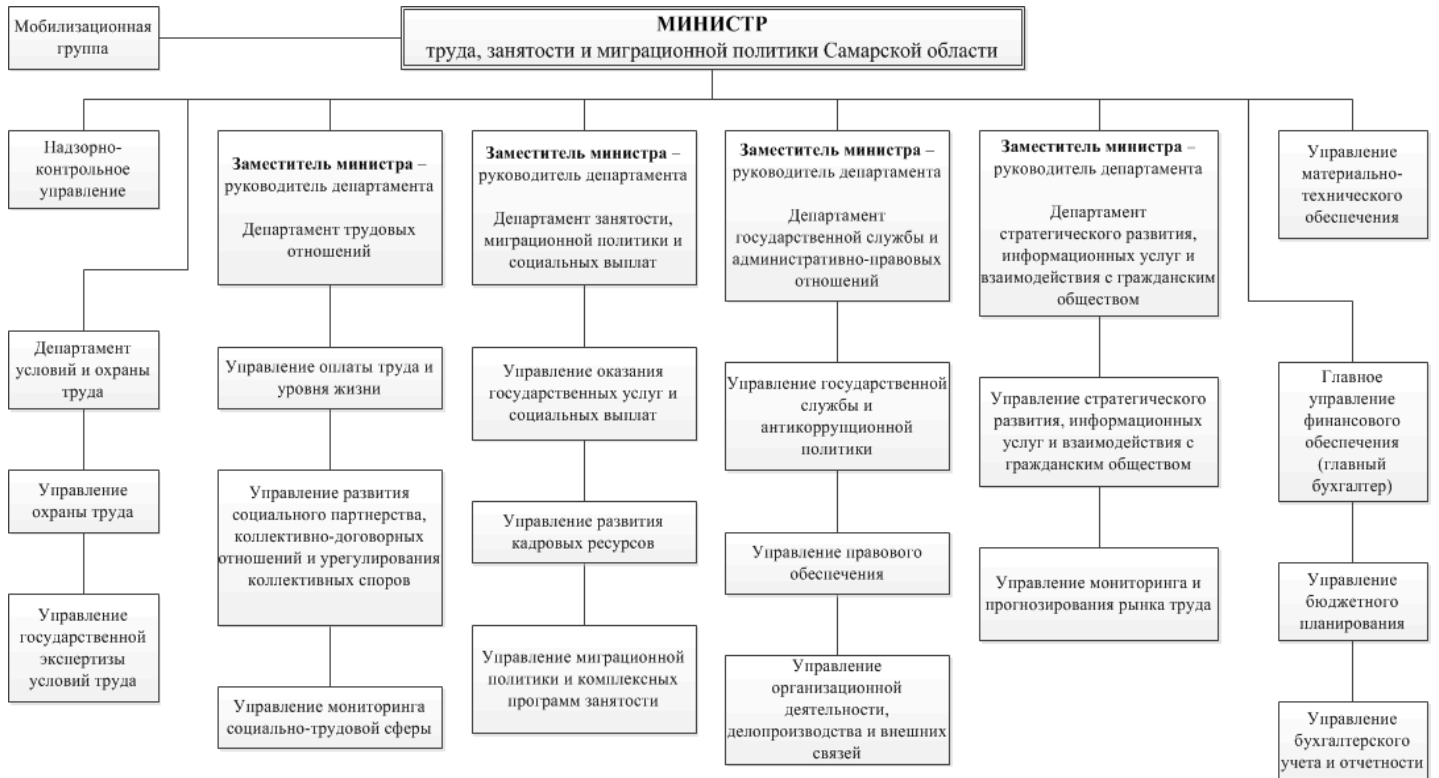 Мобилизационная
группа
МИНИСТР
труда, занятости и миграционной политики Самарской области
Надзорно-
контрольное
управление
Департамент
условий и охраны
труда
Управление
охраны труда
Управление
государственной
экспертизы
условий труда
Заместитель министра –
руководитель департамента
Департамент трудовых
отношений
Управление оплаты труда и
уровня жизни
Управление развития
социального партнерства,
коллективно-договорных
отношений и урегулирования
коллективных споров
Управление мониторинга
социально-трудовой сферы
Заместитель министра –
руководитель департамента
Департамент занятости,
миграционной политики и
социальных выплат
Управление оказания
государственных услуг и
социальных выплат
Управление развития
кадровых ресурсов
Управление миграционной
политики и комплексных
программ занятости
Заместитель министра –
руководитель департамента
Департамент
государственной службы и
административно-правовых
отношений
Управление государственной
службы и
антикоррупционной
политики
Управление правового
обеспечения
Управление
организационной
деятельности,
делопроизводства и внешних
связей
Заместитель министра –
руководитель департамента
Департамент
стратегического развития,
информационных услуг и
взаимодействия с гражданским
обществом
Управление стратегического
развития, информационных
услуг и взаимодействия с
гражданским обществом
Управление мониторинга и
прогнозирования рынка труда
Управление
материально-
технического
обеспечения
Главное
управление
финансового
обеспечения
(главный
бухгалтер)
Управление
бюджетного
планирования
Управление
бухгалтерского
учета и отчетности